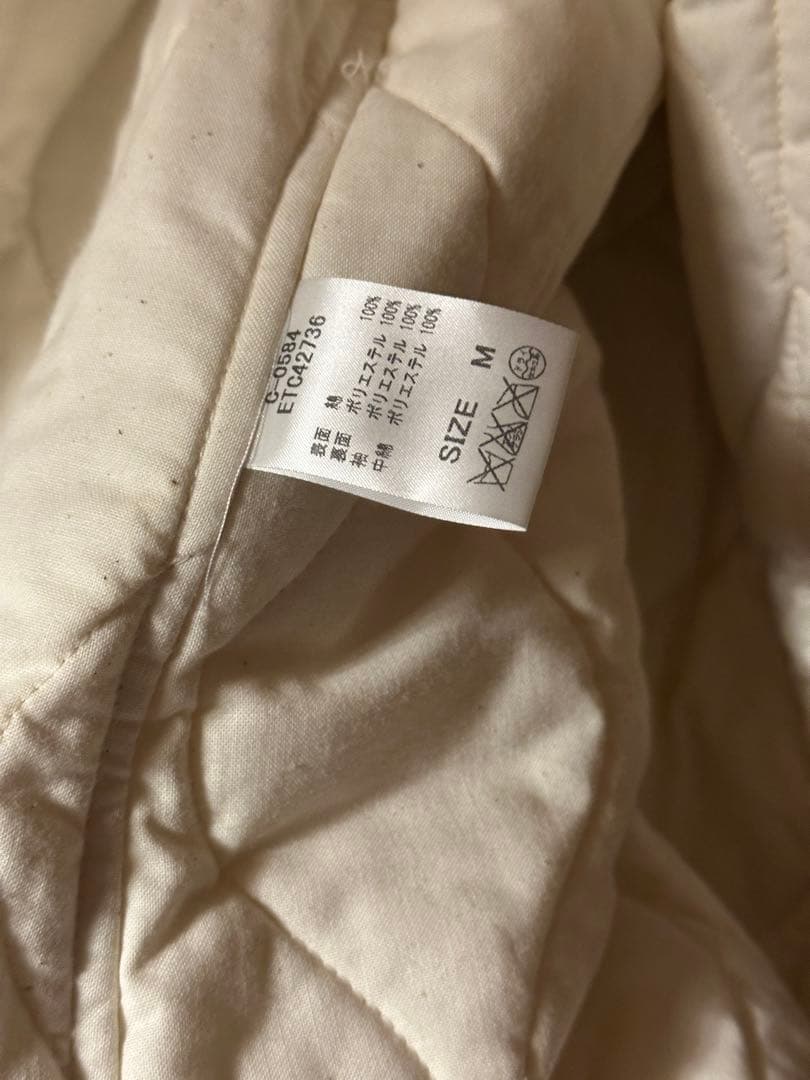 C-0584
ETC42736
表面 綿 100%
裏面 ポリエステル 100%
袖 ポリエステル 100%
中綿 ポリエステル 100%
SIZE M